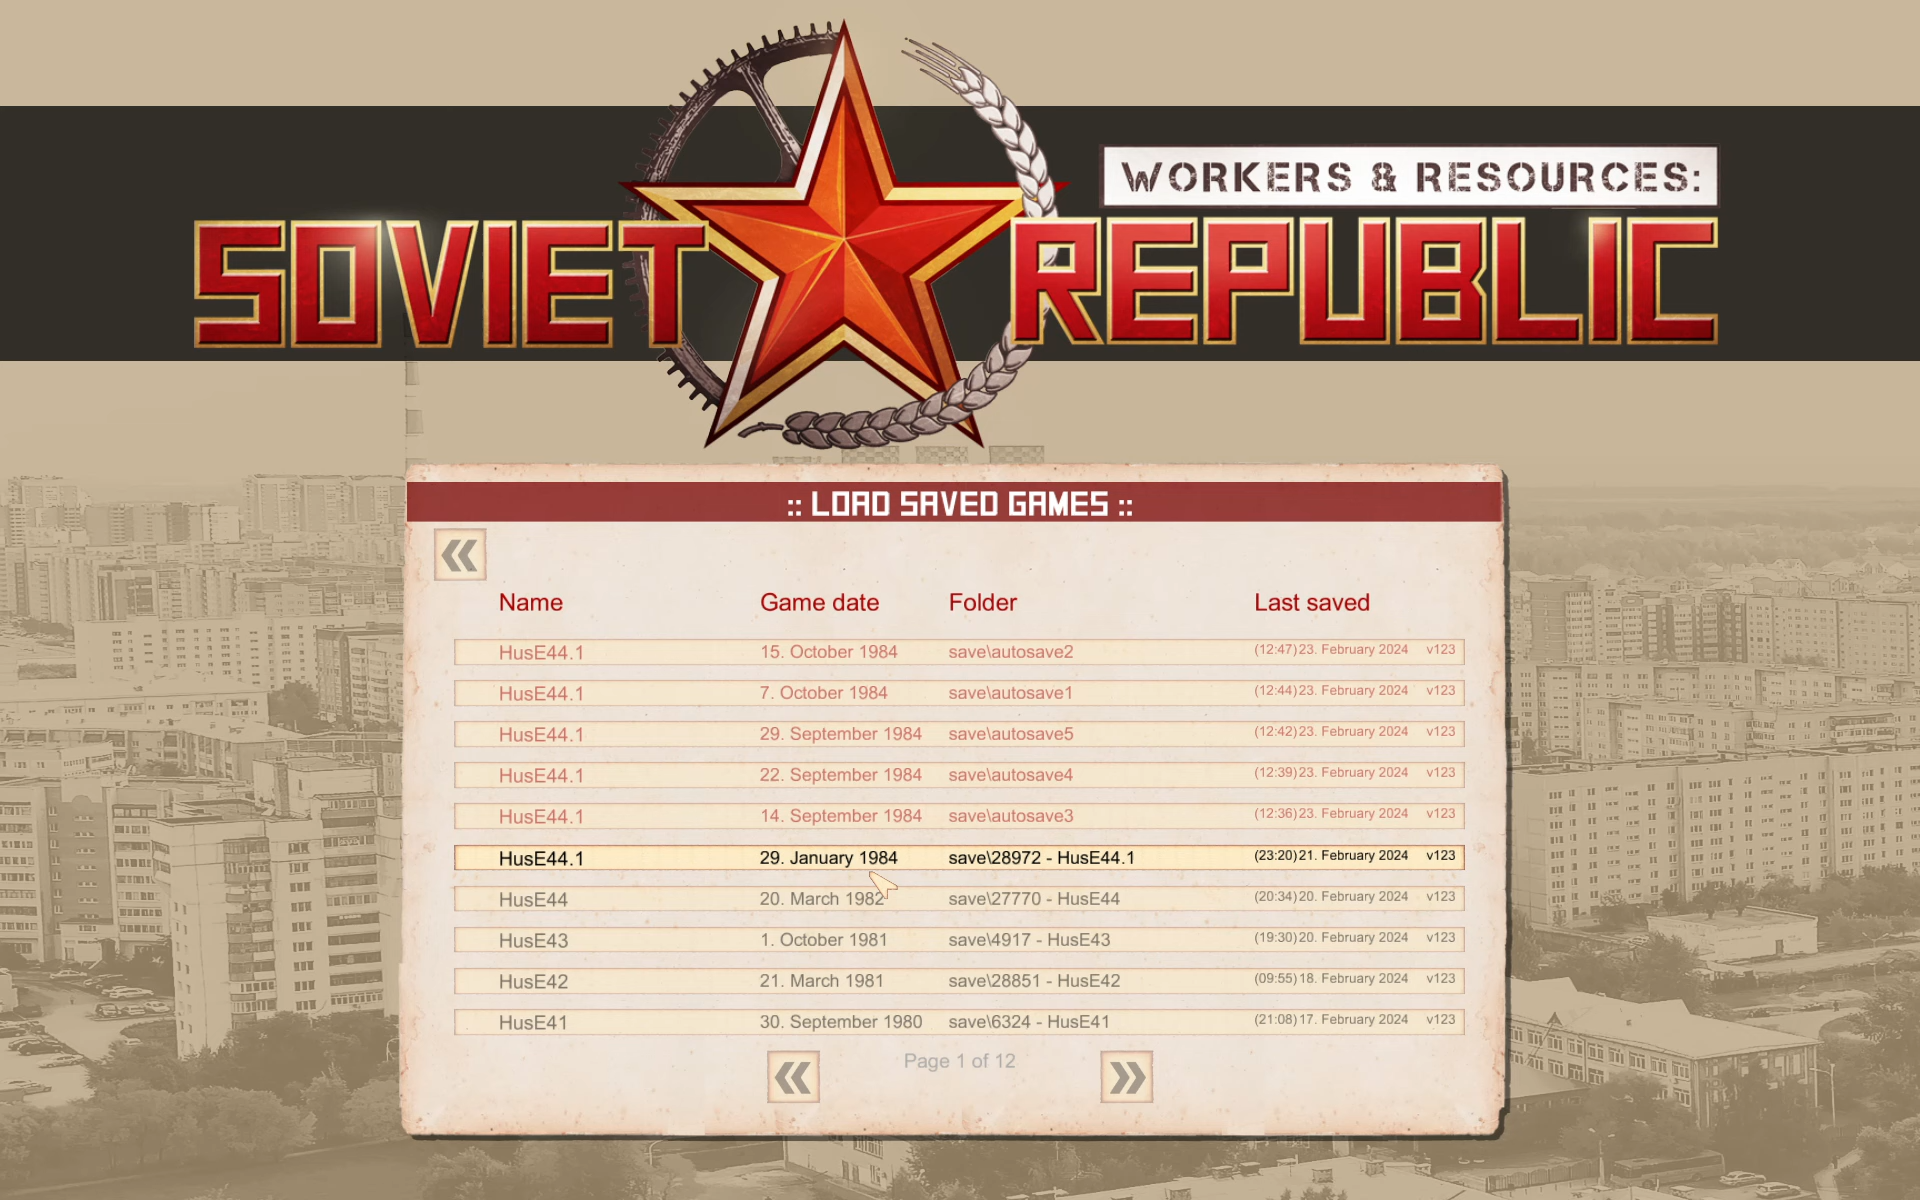 WORKERS & RESOURCES:
SOVIET REPUBLIC
:: LOAD SAVED GAMES ::
Name Game date Folder Last saved
HusE44.1 15. October 1984 save\autosave2 (12:47)23. February 2024 v123
HusE44.1 7. October 1984 save\autosave1 (12:44)23. February 2024 v123
HusE44.1 29. September 1984 save\autosave5 (12:42)23. February 2024 v123
HusE44.1 22. September 1984 save\autosave4 (12:39)23. February 2024 v123
HusE44.1 14. September 1984 save\autosave3 (12:36)23. February 2024 v123
HusE44.1 29. January 1984 save\28972 - HusE44.1 (23:20)21. February 2024 v123
HusE44 20. March 1982 save\27770 - HusE44 (20:34)20. February 2024 v123
HusE43 1. October 1981 save\4917 - HusE43 (19:30)20. February 2024 v123
HusE42 21. March 1981 save\28851 - HusE42 (09:55)18. February 2024 v123
HusE41 30. September 1980 save\6324 - HusE41 (21:08)17. February 2024 v123
Page 1 of 12